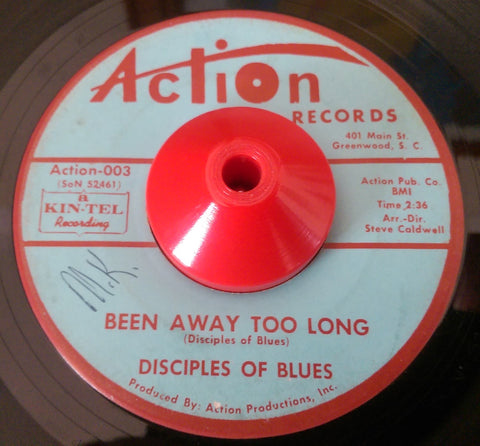 Action
RECORDS
401 Main St.
Greenwood, S. C.
Action-003
(SoN 52461)
a
KIN-TEL
Recording
Action Pub. Co.
BMI
Time 2:36
Arr.-Dir.
Steve Caldwell
M.K.
BEEN AWAY TOO LONG
(Disciples of Blues)
DISCIPLES OF BLUES
Produced By: Action Productions, Inc.